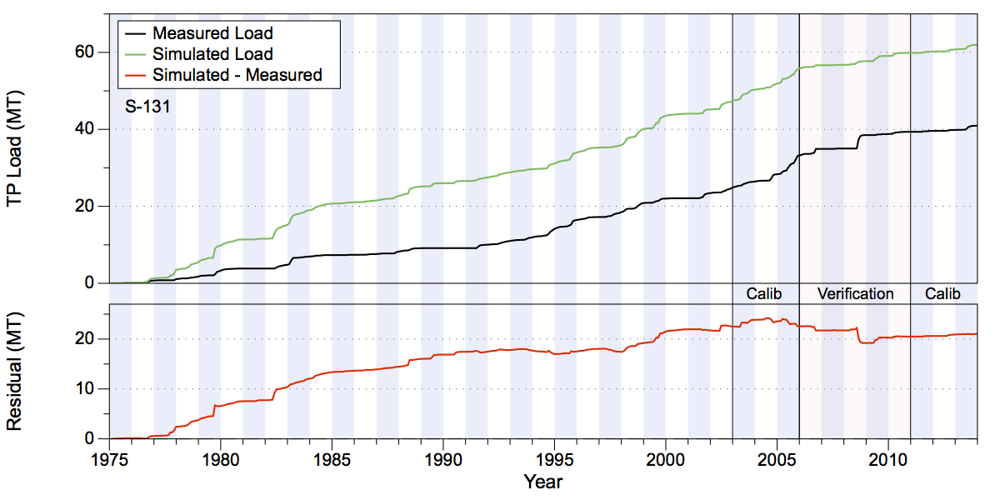 Measured Load
Simulated Load
Simulated - Measured
S-131
TP Load (MT)
60
40
20
0
Calib
Verification
Calib
Residual (MT)
20
10
0
1975 1980 1985 1990 1995 2000 2005 2010
Year